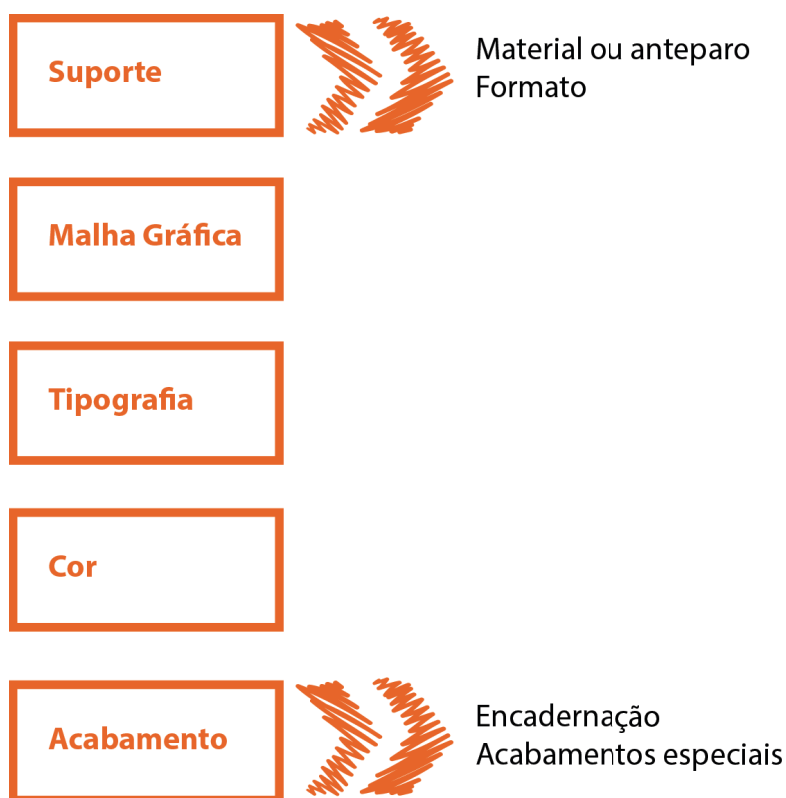 Suporte
Material ou anteparo
Formato
Malha Gráfica
Tipografia
Cor
Acabamento
Encadernação
Acabamentos especiais